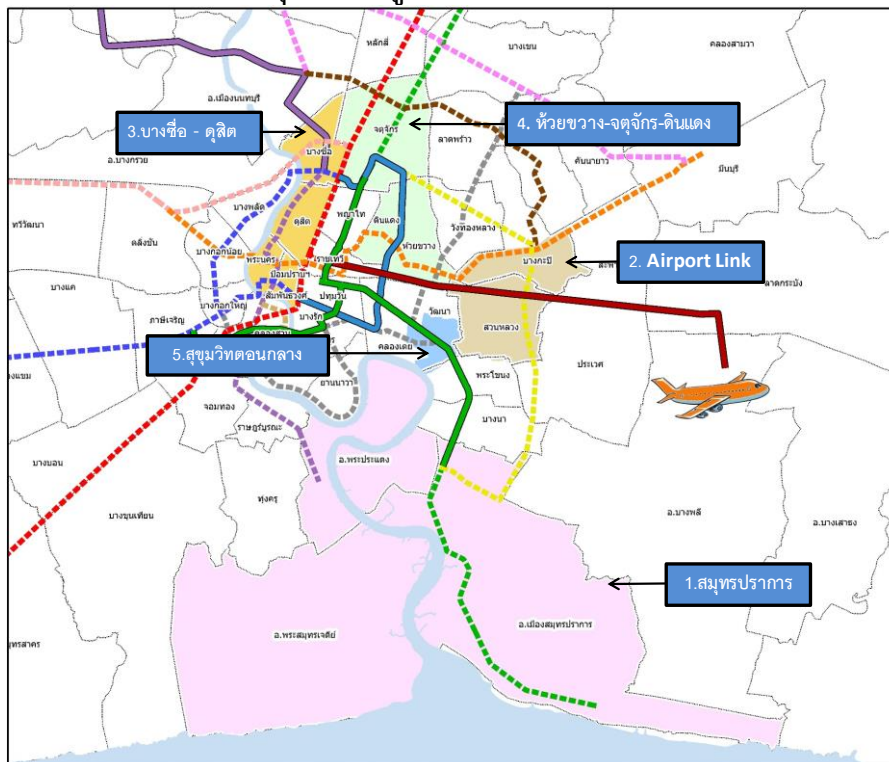 หลักสี่
บางเขน
คลองสามวา
อ.เมืองนนทบุรี
3.บางซื่อ - ดุสิต
จตุจักร
4. ห้วยขวาง-จตุจักร-ดินแดง
ลาดพร้าว
บางซื่อ
อ.บางกรวย
คันนายาว
มีนบุรี
บางพลัด
ดุสิต
พญาไท
ดินแดง
วังทองหลาง
ทวีวัฒนา
ตลิ่งชัน
บางกอกน้อย
พระนคร
ห้วยขวาง
บางกะปิ
ราชเทวี
ป้อมปราบฯ
2. Airport Link
ลาดกระบัง
บางแค
สัมพันธวงศ์
ปทุมวัน
บางกอกใหญ่
ภาษีเจริญ
บางรัก
วัฒนา
สวนหลวง
คลองสาน
5.สุขุมวิทตอนกลาง
คลองเตย
ประเวศ
พระโขนง
ยานนาวา
จอมทอง
บางนา
ราษฎร์บูรณะ
อ.พระประแดง
บางบอน
ทุ่งครุ
บางขุนเทียน
อ.บางพลี
อ.บางเสาธง
1.สมุทรปราการ
อ.พระสมุทรเจดีย์
อ.เมืองสมุทรปราการ